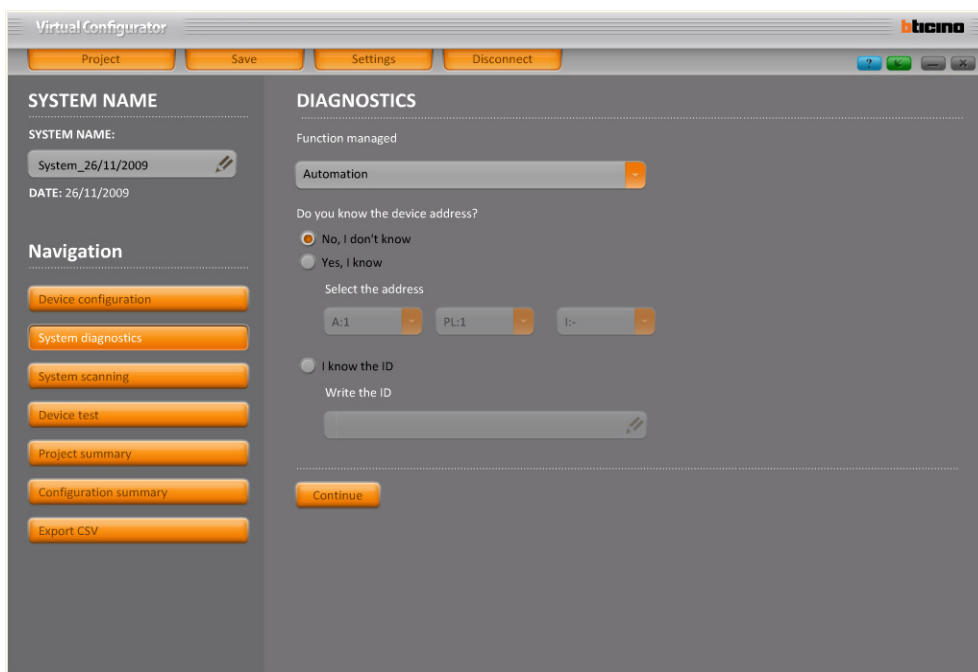 Virtual Configurator
bticino
Project Save Settings Disconnect
?
SYSTEM NAME
SYSTEM NAME:
System_26/11/2009
DATE: 26/11/2009
Navigation
Device configuration
System diagnostics
System scanning
Device test
Project summary
Configuration summary
Export CSV
DIAGNOSTICS
Function managed
Automation
Do you know the device address?
No, I don't know
Yes, I know
Select the address
A:1 PL:1 I:-
I know the ID
Write the ID
Continue